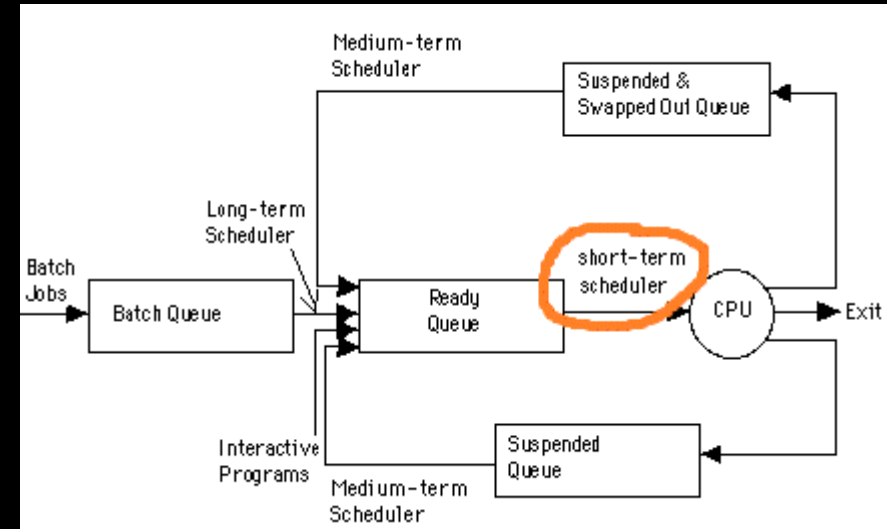 Medium-term
Scheduler
Suspended &
Swapped Out Queue
Long-term
Scheduler
short-term
scheduler
Batch
Jobs
Batch Queue
Ready
Queue
CPU
Exit
Interactive
Programs
Suspended
Queue
Medium-term
Scheduler